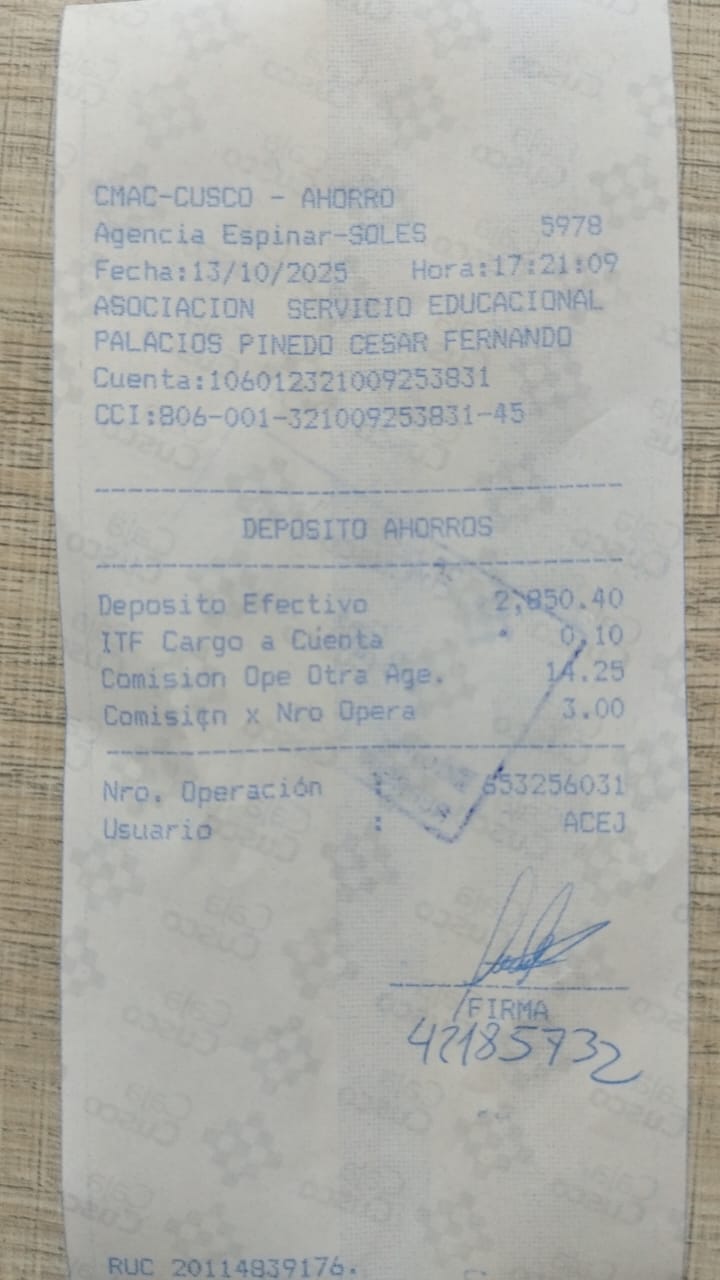 CMAC-CUSCO - AHORRO
Agencia Espinar-SOLES 5978
Fecha:13/10/2025 Hora:17:21:09
ASOCIACION SERVICIO EDUCACIONAL
PALACIOS PINEDO CESAR FERNANDO
Cuenta:106012321009253831
CCI:806-001-321009253831-45
DEPOSITO AHORROS
Deposito Efectivo 2,850.40
ITF Cargo a Cuenta 0.10
Comision Ope Otra Age. 14.25
Comision x Nro Opera 3.00
Nro. Operación : 653256031
Usuario : ACEJ
FIRMA
42185732
RUC 20114839176.